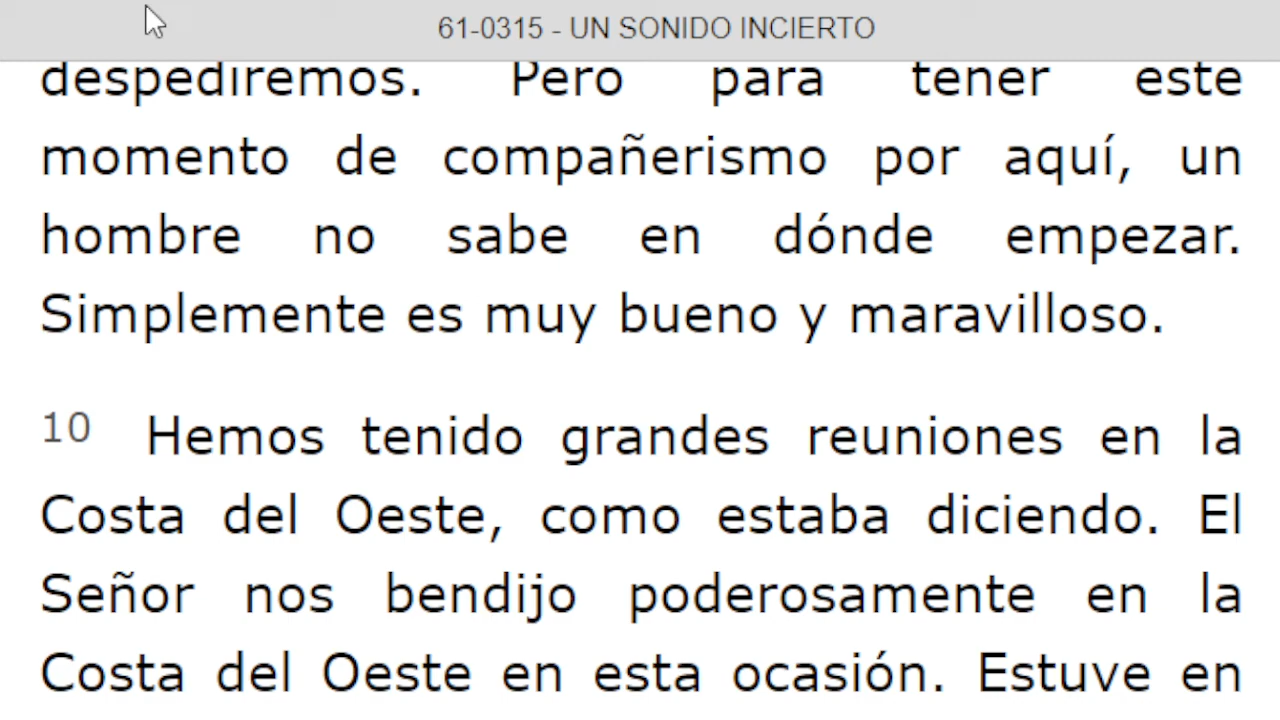 61-0315 - UN SONIDO INCIERTO
despediremos. Pero para tener este
momento de compañerismo por aquí, un
hombre no sabe en dónde empezar.
Simplemente es muy bueno y maravilloso.
10 Hemos tenido grandes reuniones en la
Costa del Oeste, como estaba diciendo. El
Señor nos bendijo poderosamente en la
Costa del Oeste en esta ocasión. Estuve en